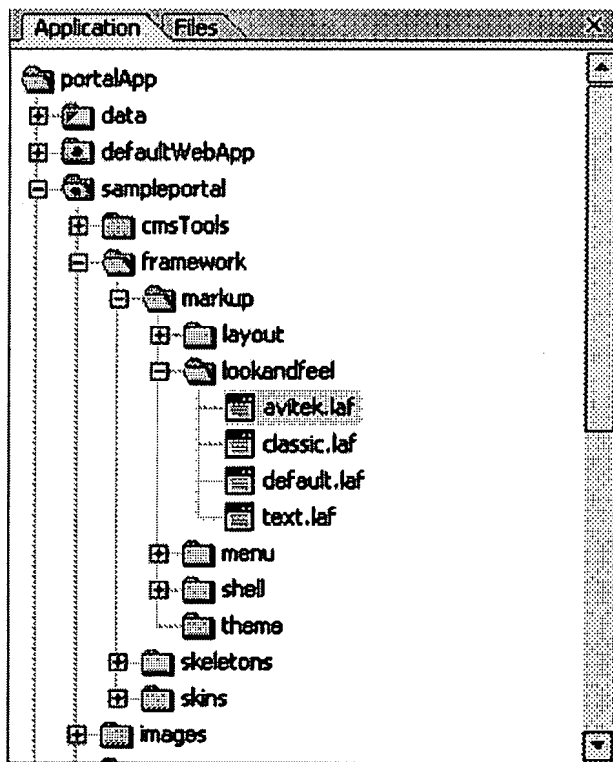 Application Files
portalApp
data
defaultWebApp
sampleportal
cmsTools
framework
markup
layout
lookandfeel
avitek.laf
classic.laf
default.laf
text.laf
menu
shell
theme
skeletons
skins
images